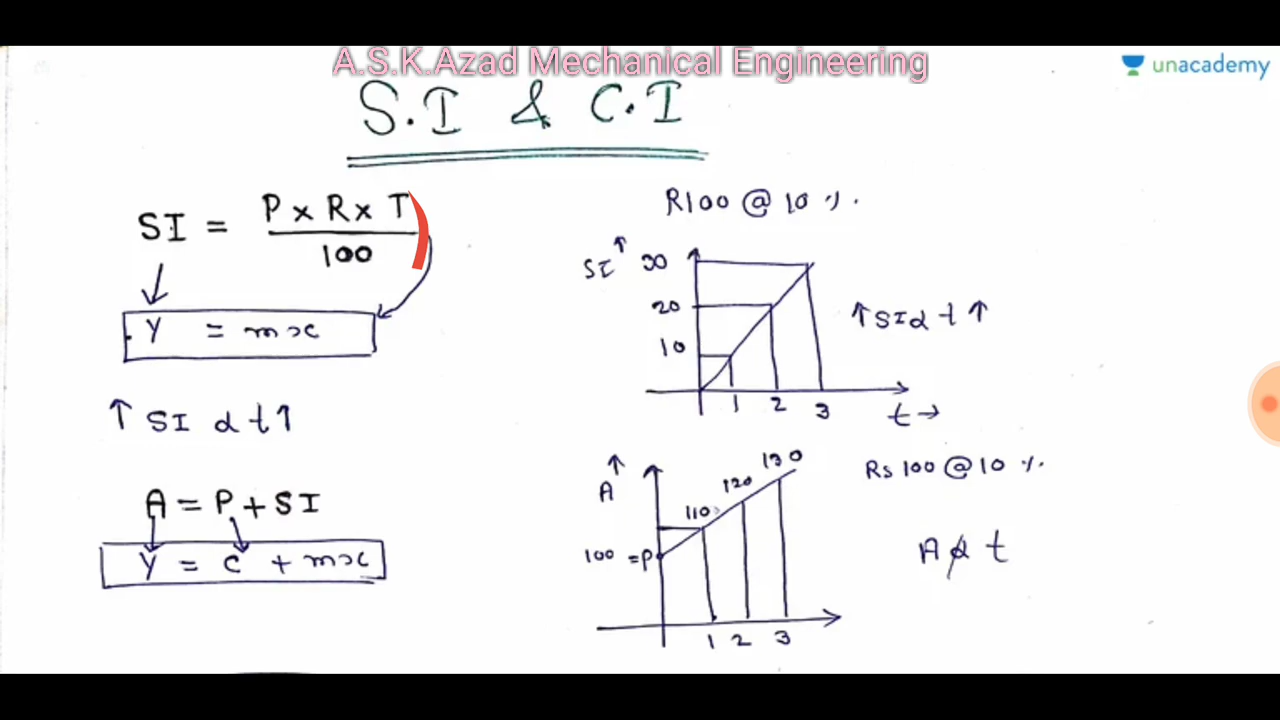 A.S.K.Azad Mechanical Engineering
unacademy
S.I & C.I
SI = P x R x T / 100
Y = mx
↑ SI α t ↑
A = P + SI
Y = C + mx
R100 @ 10 %.
SI ↑
30
20
10
1 2 3
t →
↑ SI α t ↑
Rs 100 @ 10 %.
A ↑
130
120
110
100 = P
1 2 3
A α̸ t